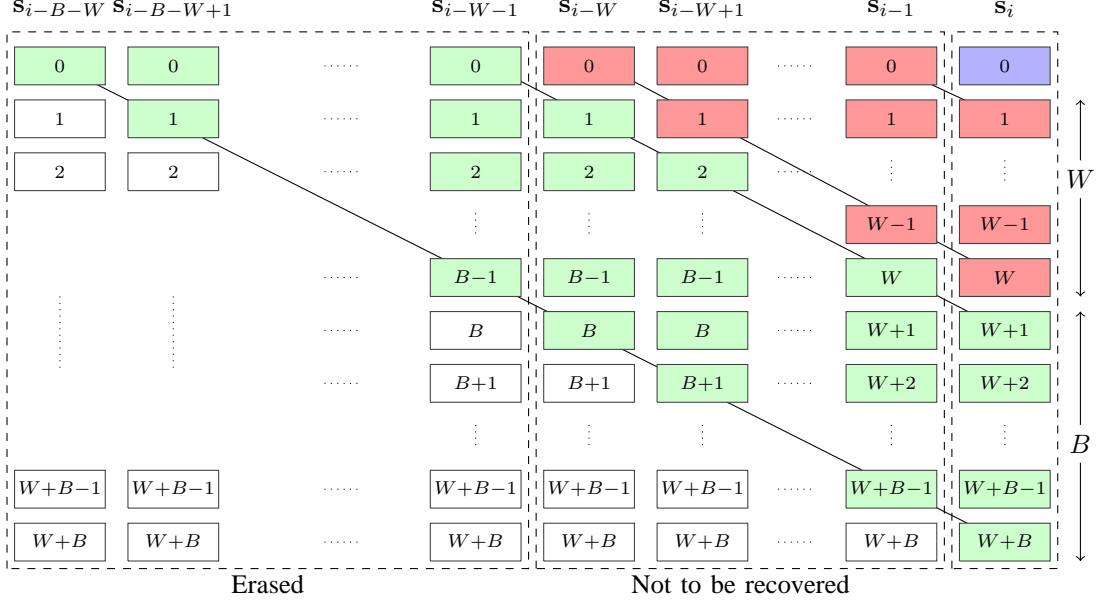 s_{i−B−W} s_{i−B−W+1} s_{i−W−1} s_{i−W} s_{i−W+1} s_{i−1} s_i
0 0 ······ 0 0 0 ······ 0 0
1 1 ······ 1 1 1 ······ 1 1
2 2 ······ 2 2 2 ⋮ ⋮
W
⋮ ⋮ ⋮ W−1 W−1
······ B−1 B−1 B−1 ······ W W
······ B B B ······ W+1 W+1
······ B+1 B+1 B+1 ······ W+2 W+2
⋮ ⋮ ⋮ ⋮ ⋮
B
W+B−1 W+B−1 ······ W+B−1 W+B−1 W+B−1 ······ W+B−1 W+B−1
W+B W+B ······ W+B W+B W+B ······ W+B W+B
Erased Not to be recovered